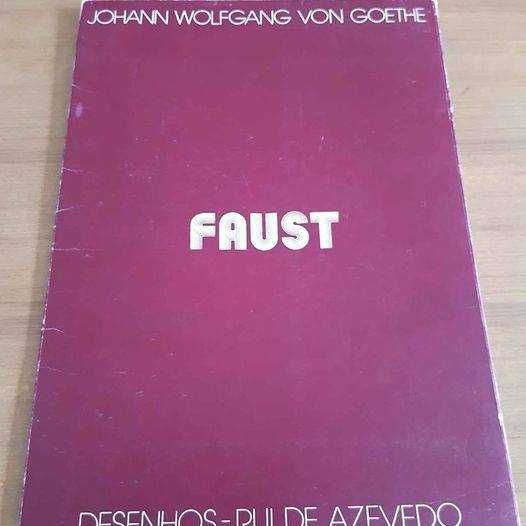 JOHANN WOLFGANG VON GOETHE
FAUST
DESENHOS - RUI DE AZEVEDO